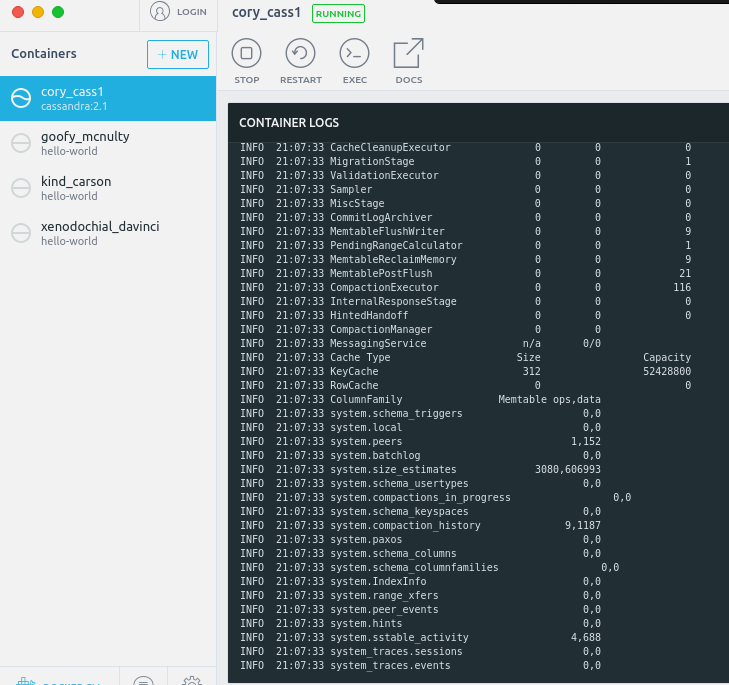 LOGIN
cory_cass1 RUNNING
Containers
+ NEW
STOP RESTART EXEC DOCS
cory_cass1
cassandra:2.1
goofy_mcnulty
hello-world
kind_carson
hello-world
xenodochial_davinci
hello-world
CONTAINER LOGS
INFO 21:07:33 CacheCleanupExecutor 0 0 0
INFO 21:07:33 MigrationStage 0 0 1
INFO 21:07:33 ValidationExecutor 0 0 0
INFO 21:07:33 Sampler 0 0 0
INFO 21:07:33 MiscStage 0 0 0
INFO 21:07:33 CommitLogArchiver 0 0 0
INFO 21:07:33 MemtableFlushWriter 0 0 9
INFO 21:07:33 PendingRangeCalculator 0 0 1
INFO 21:07:33 MemtableReclaimMemory 0 0 9
INFO 21:07:33 MemtablePostFlush 0 0 21
INFO 21:07:33 CompactionExecutor 0 0 116
INFO 21:07:33 InternalResponseStage 0 0 0
INFO 21:07:33 HintedHandoff 0 0 0
INFO 21:07:33 CompactionManager 0 0
INFO 21:07:33 MessagingService n/a 0/0
INFO 21:07:33 Cache Type Size Capacity
INFO 21:07:33 KeyCache 312 52428800
INFO 21:07:33 RowCache 0 0
INFO 21:07:33 ColumnFamily Memtable ops,data
INFO 21:07:33 system.schema_triggers 0,0
INFO 21:07:33 system.local 0,0
INFO 21:07:33 system.peers 1,152
INFO 21:07:33 system.batchlog 0,0
INFO 21:07:33 system.size_estimates 3080,606993
INFO 21:07:33 system.schema_usertypes 0,0
INFO 21:07:33 system.compactions_in_progress 0,0
INFO 21:07:33 system.schema_keyspaces 0,0
INFO 21:07:33 system.compaction_history 9,1187
INFO 21:07:33 system.paxos 0,0
INFO 21:07:33 system.schema_columns 0,0
INFO 21:07:33 system.schema_columnfamilies 0,0
INFO 21:07:33 system.IndexInfo 0,0
INFO 21:07:33 system.range_xfers 0,0
INFO 21:07:33 system.peer_events 0,0
INFO 21:07:33 system.hints 0,0
INFO 21:07:33 system.sstable_activity 4,688
INFO 21:07:33 system_traces.sessions 0,0
INFO 21:07:33 system_traces.events 0,0